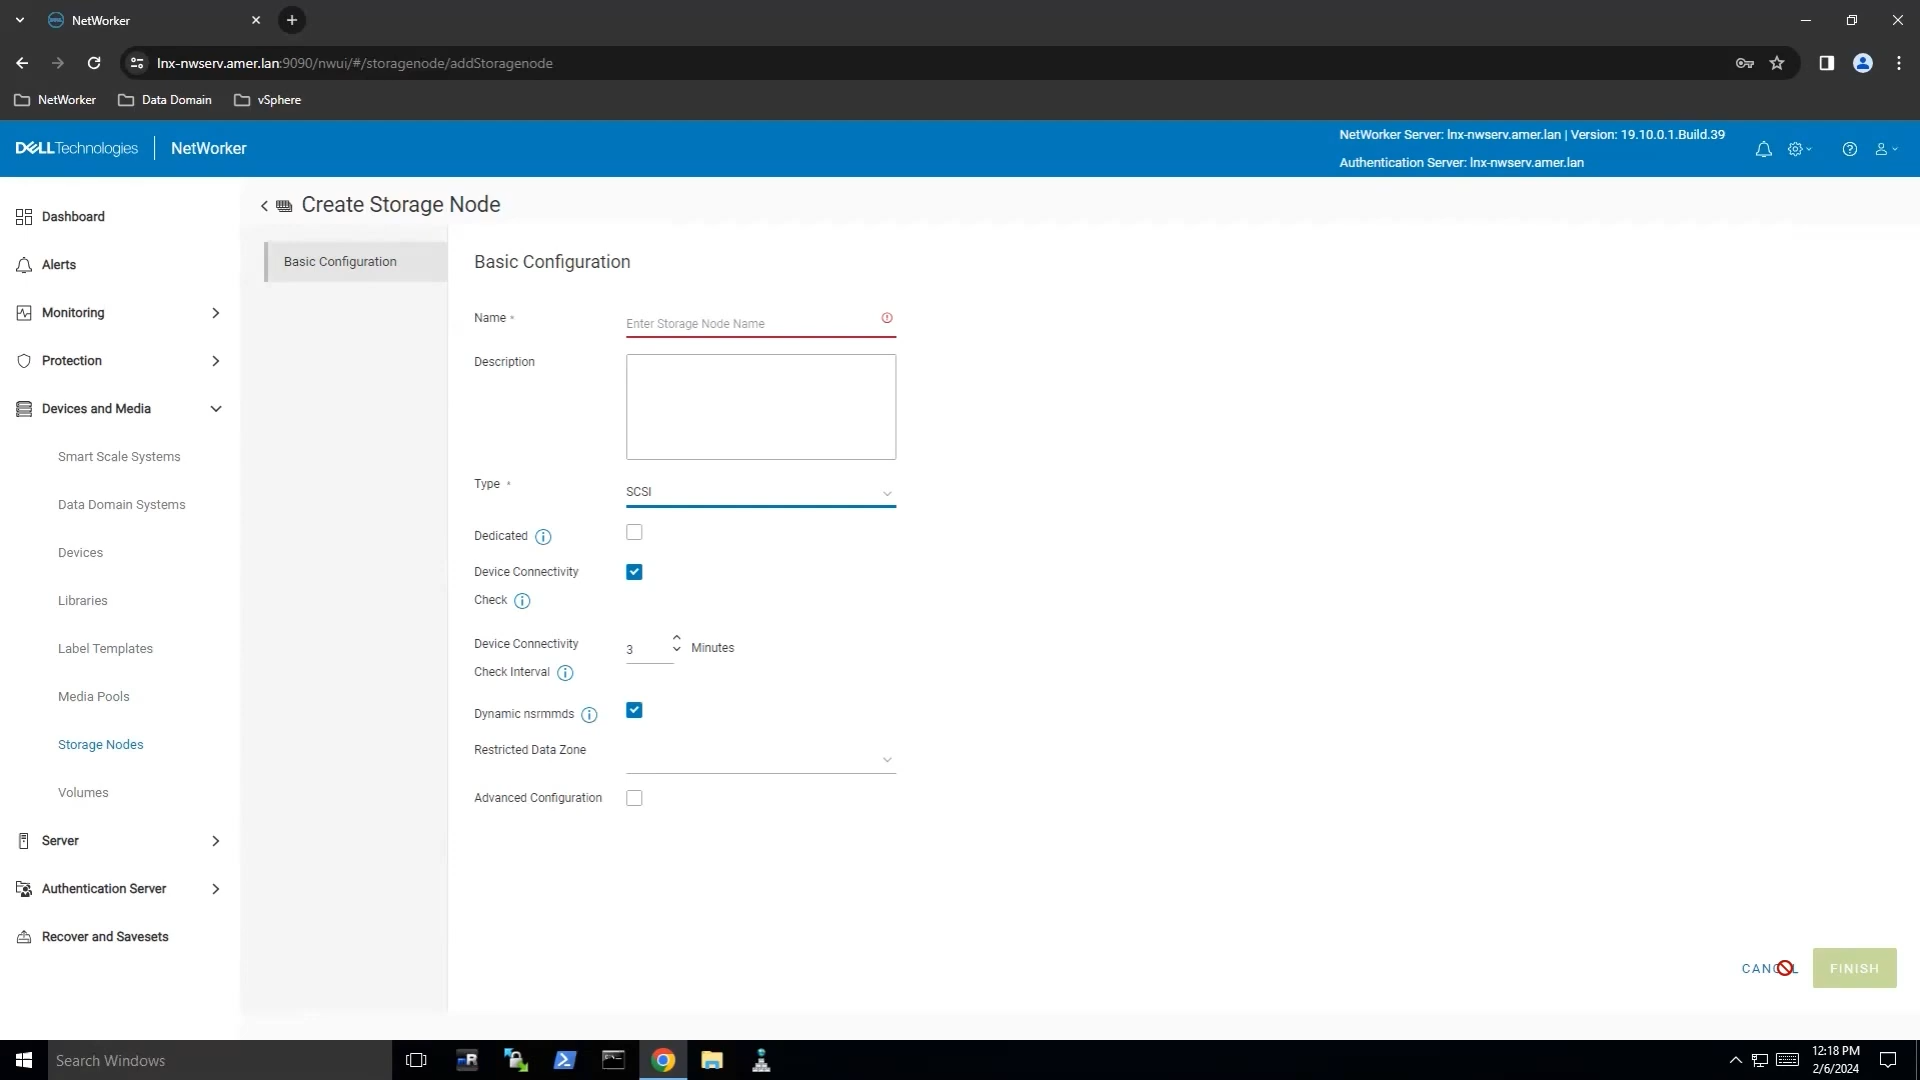 NetWorker
lnx-nwserv.amer.lan:9090/nwui/#/storagenode/addStoragenode
NetWorker
Data Domain
vSphere
DELLTechnologies
NetWorker
NetWorker Server: lnx-nwserv.amer.lan | Version: 19.10.0.1.Build.39
Authentication Server: lnx-nwserv.amer.lan
Dashboard
Alerts
Monitoring
Protection
Devices and Media
Smart Scale Systems
Data Domain Systems
Devices
Libraries
Label Templates
Media Pools
Storage Nodes
Volumes
Server
Authentication Server
Recover and Savesets
Create Storage Node
Basic Configuration
Basic Configuration
Name *
Enter Storage Node Name
Description
Type *
SCSI
Dedicated
Device Connectivity
Check
Device Connectivity
Check Interval
3
Minutes
Dynamic nsrmmds
Restricted Data Zone
Advanced Configuration
CANCEL
FINISH
Search Windows
12:18 PM
2/6/2024